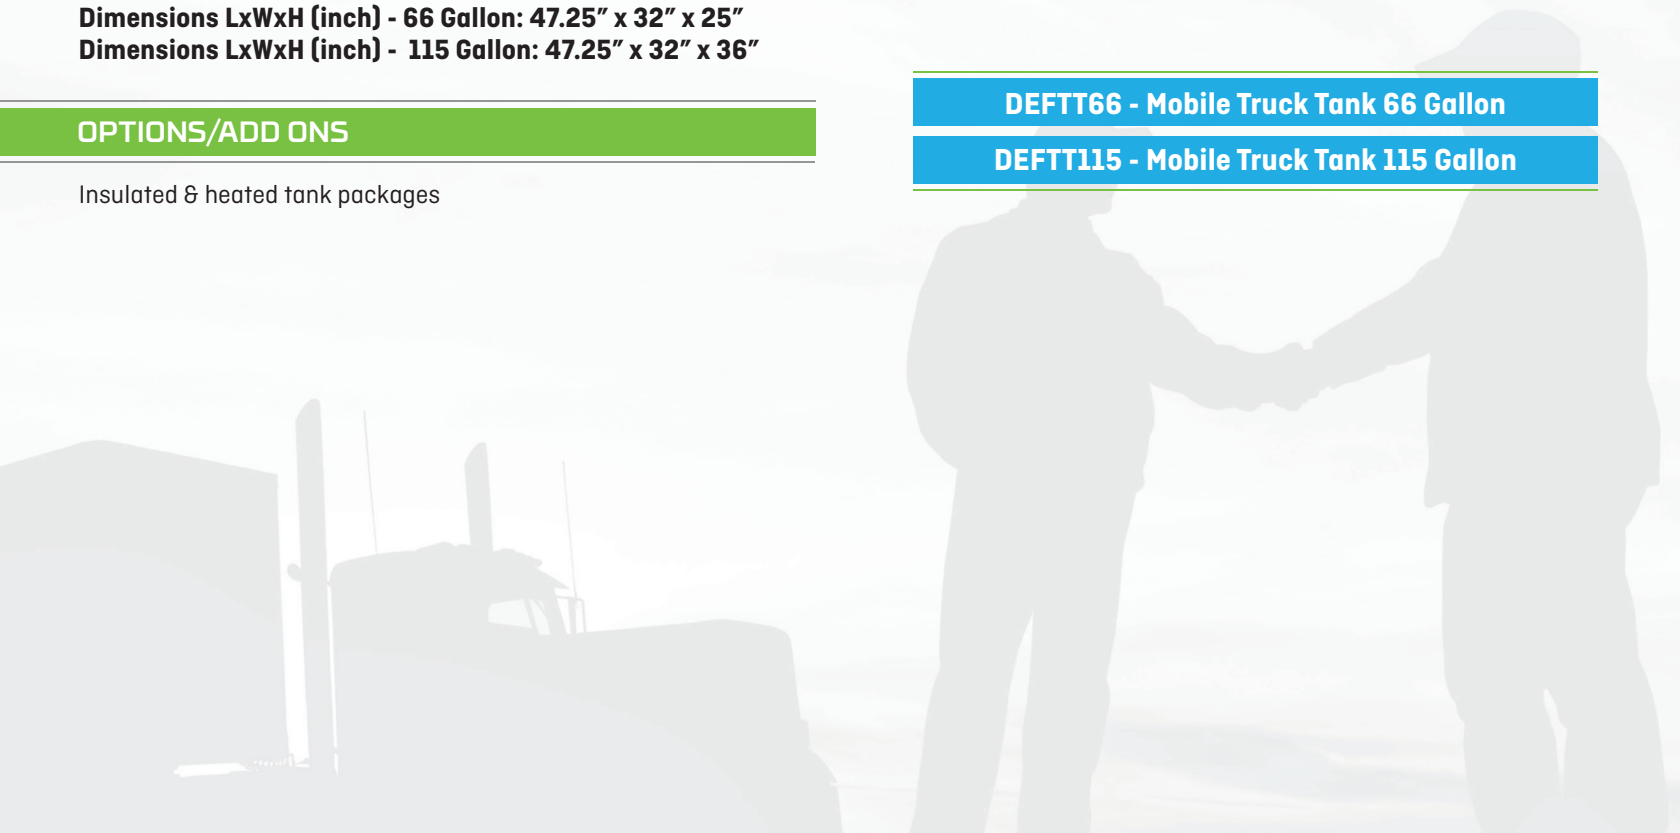 Dimensions LxWxH (inch) - 66 Gallon: 47.25” x 32” x 25”
Dimensions LxWxH (inch) -  115 Gallon: 47.25” x 32” x 36”
OPTIONS/ADD ONS
Insulated & heated tank packages
DEFTT66 - Mobile Truck Tank 66 Gallon
DEFTT115 - Mobile Truck Tank 115 Gallon